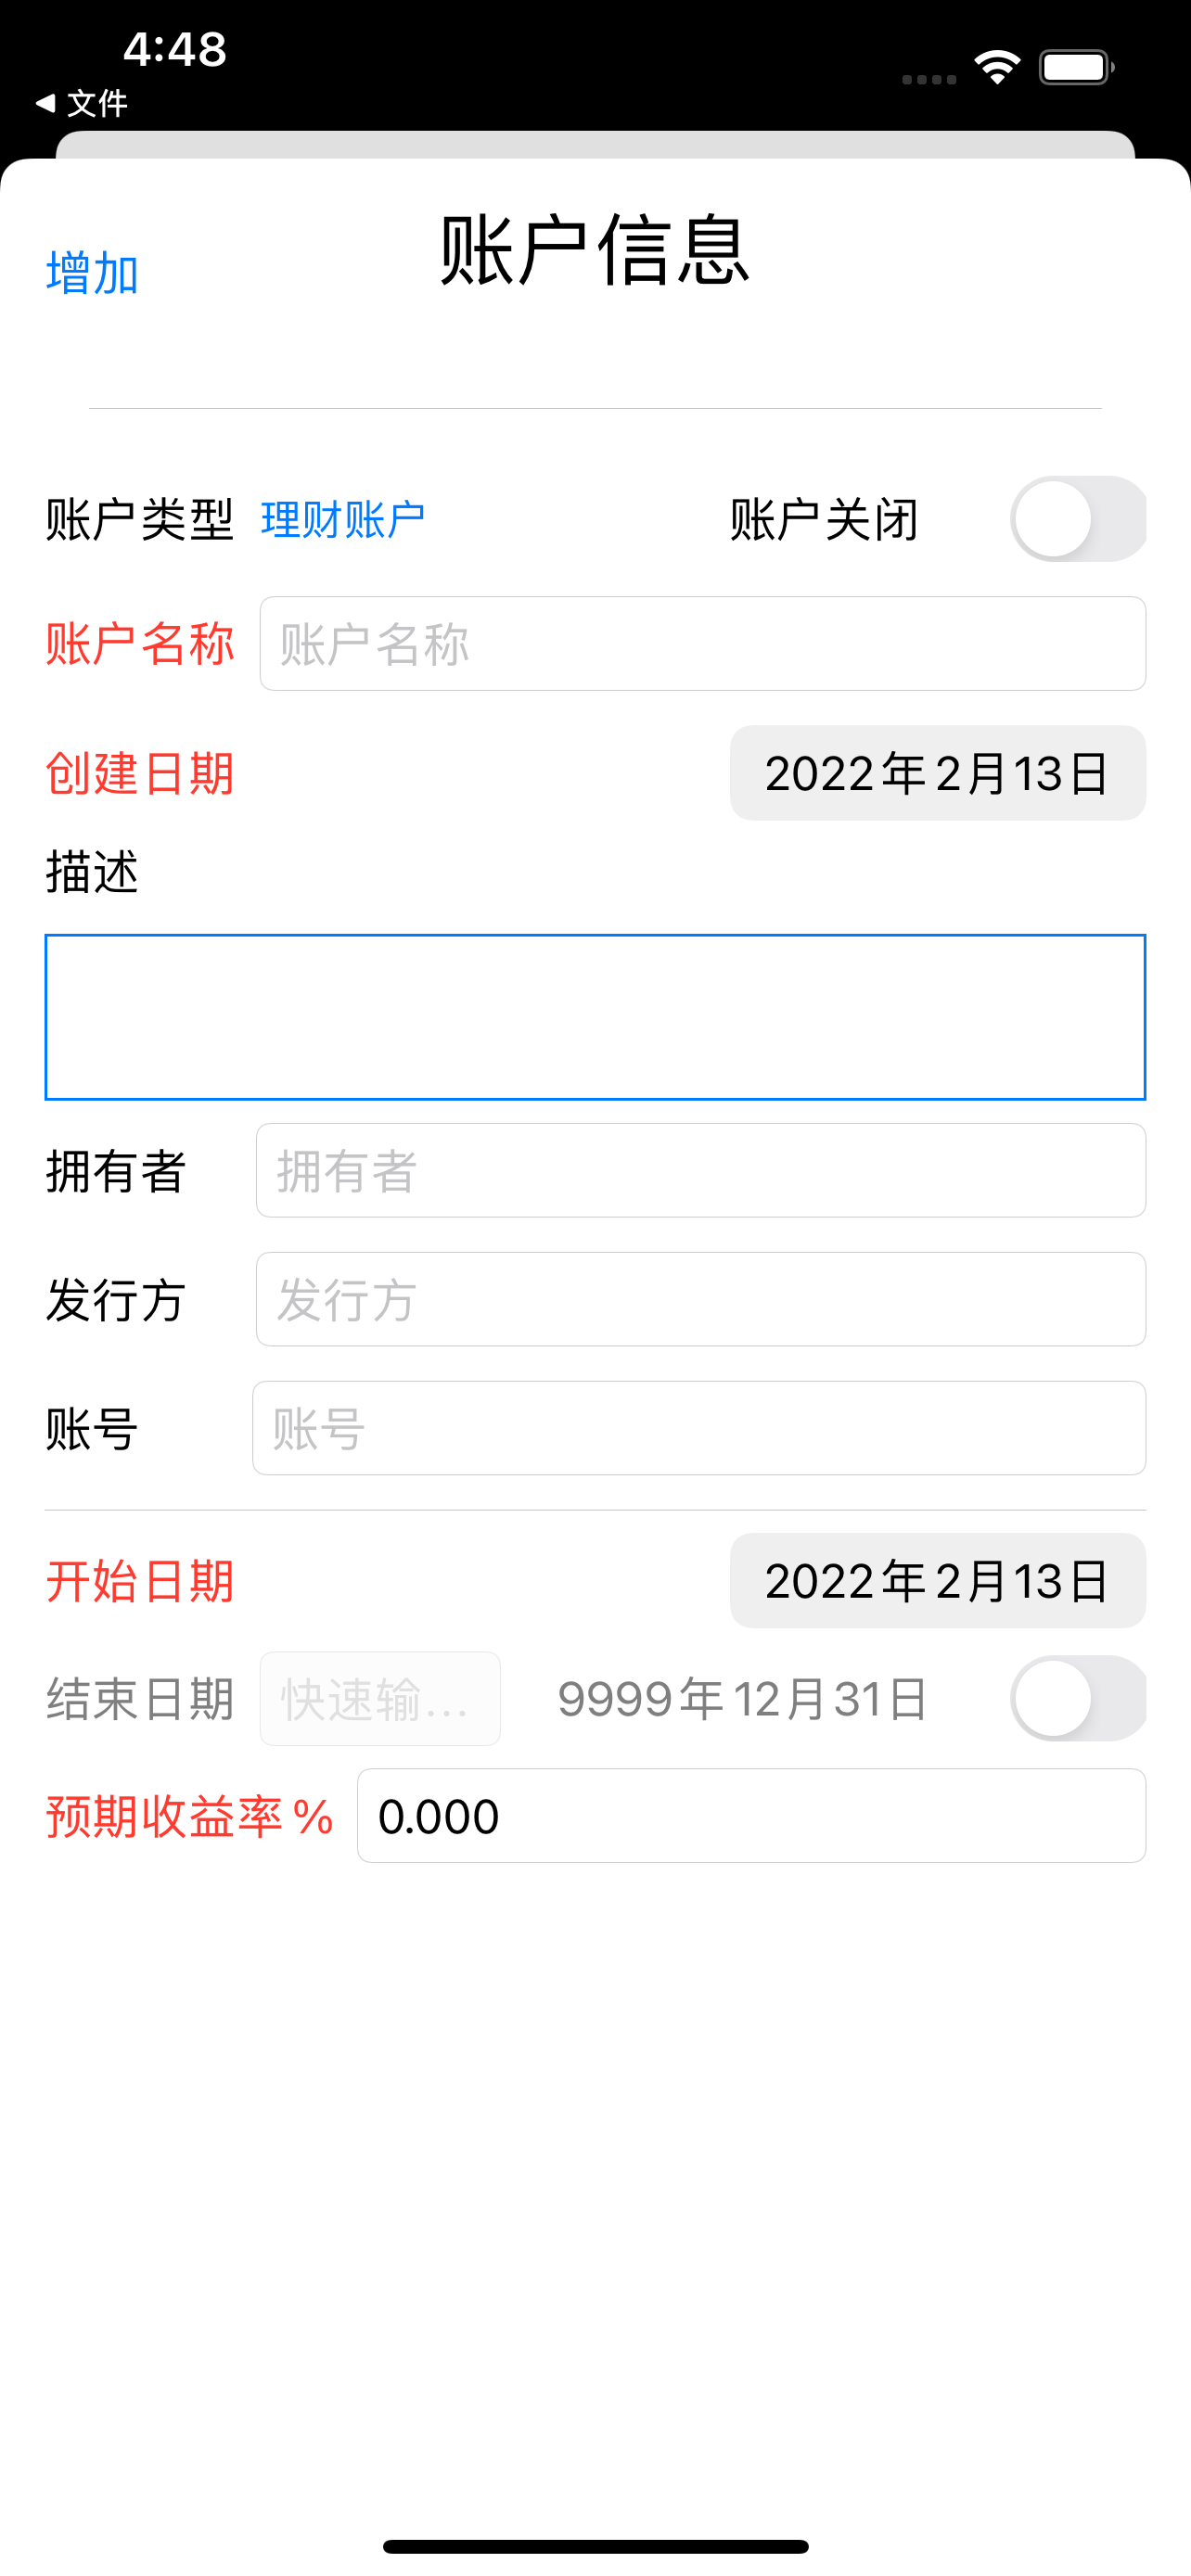 4:48
文件
账户信息
增加
账户类型 理财账户 账户关闭
账户名称 账户名称
创建日期 2022年2月13日
描述
拥有者 拥有者
发行方 发行方
账号 账号
开始日期 2022年2月13日
结束日期 快速输... 9999年12月31日
预期收益率% 0.000